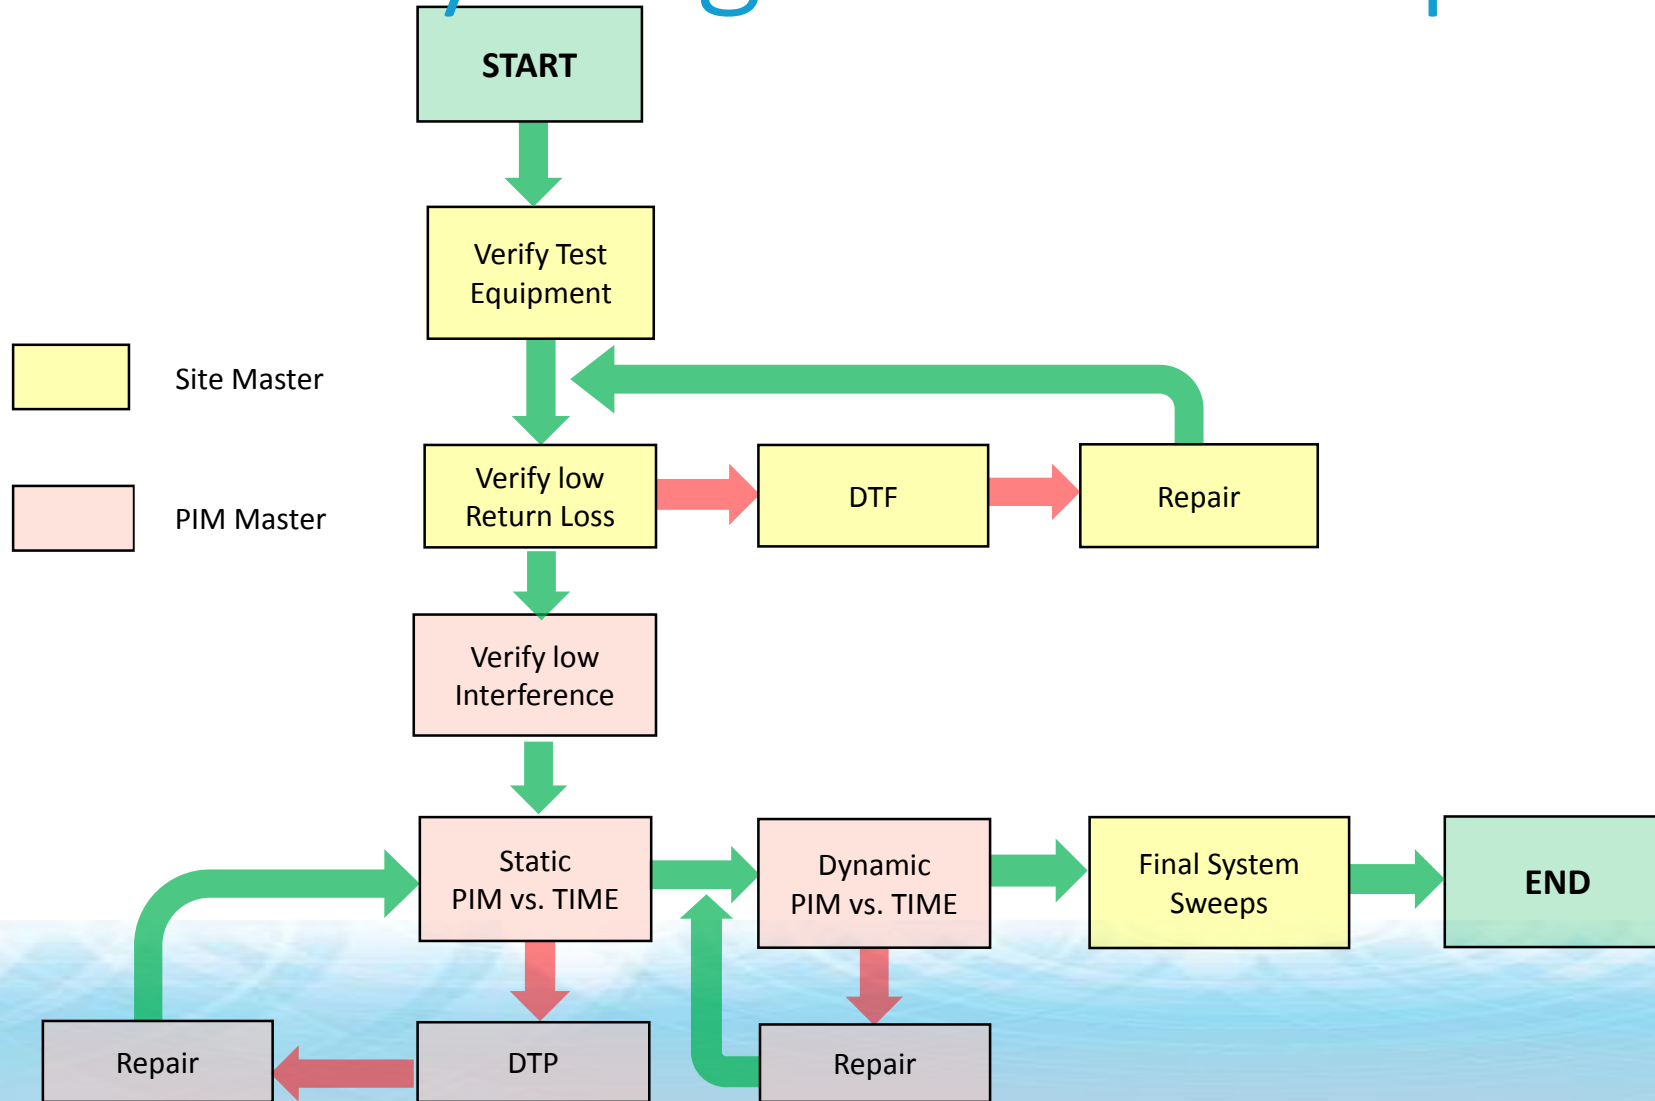 START
Verify Test
Equipment
Site Master
PIM Master
Verify low
Return Loss
DTF
Repair
Verify low
Interference
Static
PIM vs. TIME
Dynamic
PIM vs. TIME
Final System
Sweeps
END
Repair
DTP
Repair